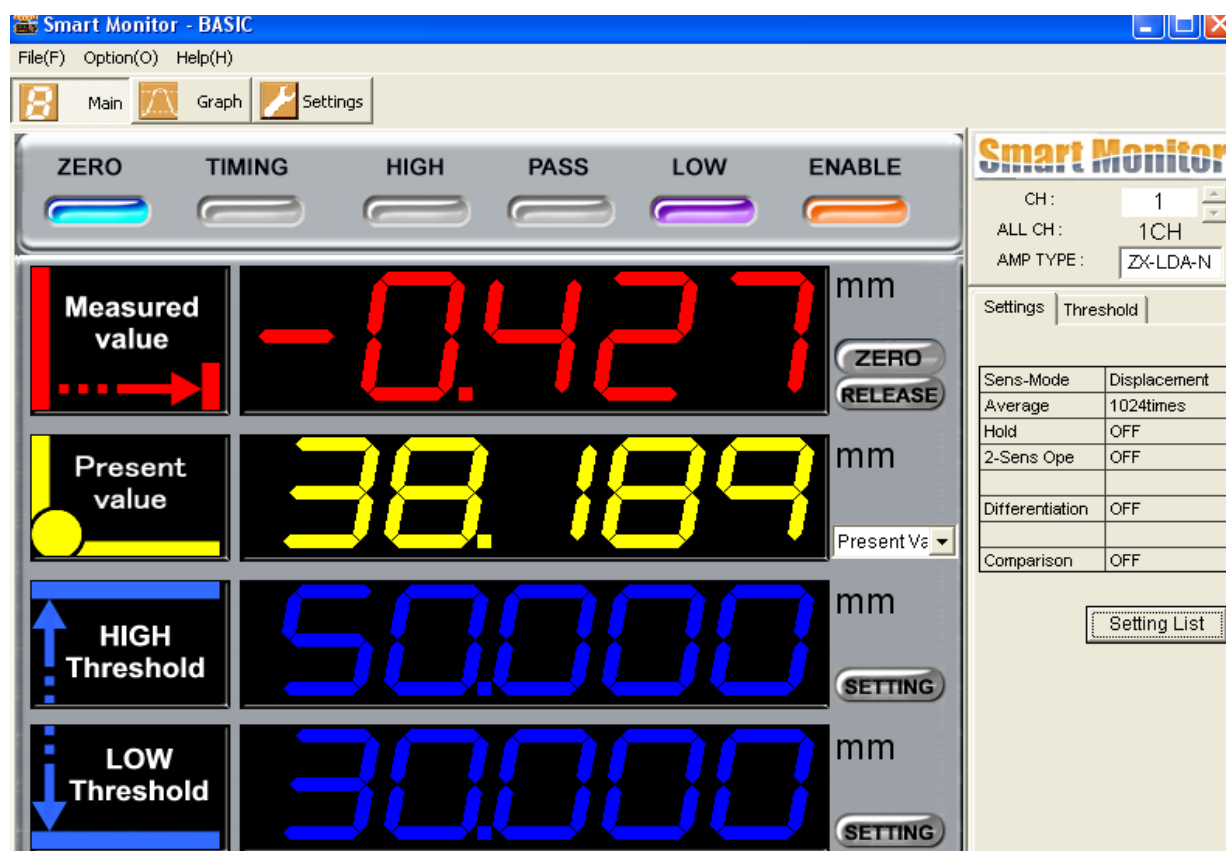 Smart Monitor - BASIC
File(F) Option(O) Help(H)
Main Graph Settings
ZERO TIMING HIGH PASS LOW ENABLE
Smart Monitor
CH : 1
ALL CH : 1CH
AMP TYPE : ZX-LDA-N
Measured
value
-0.427 mm
ZERO
RELEASE
Present
value
38.189 mm
Present Va
HIGH
Threshold
50.000 mm
SETTING
LOW
Threshold
30.000 mm
SETTING
Settings Threshold
Sens-Mode Displacement
Average 1024times
Hold OFF
2-Sens Ope OFF
Differentiation OFF
Comparison OFF
Setting List